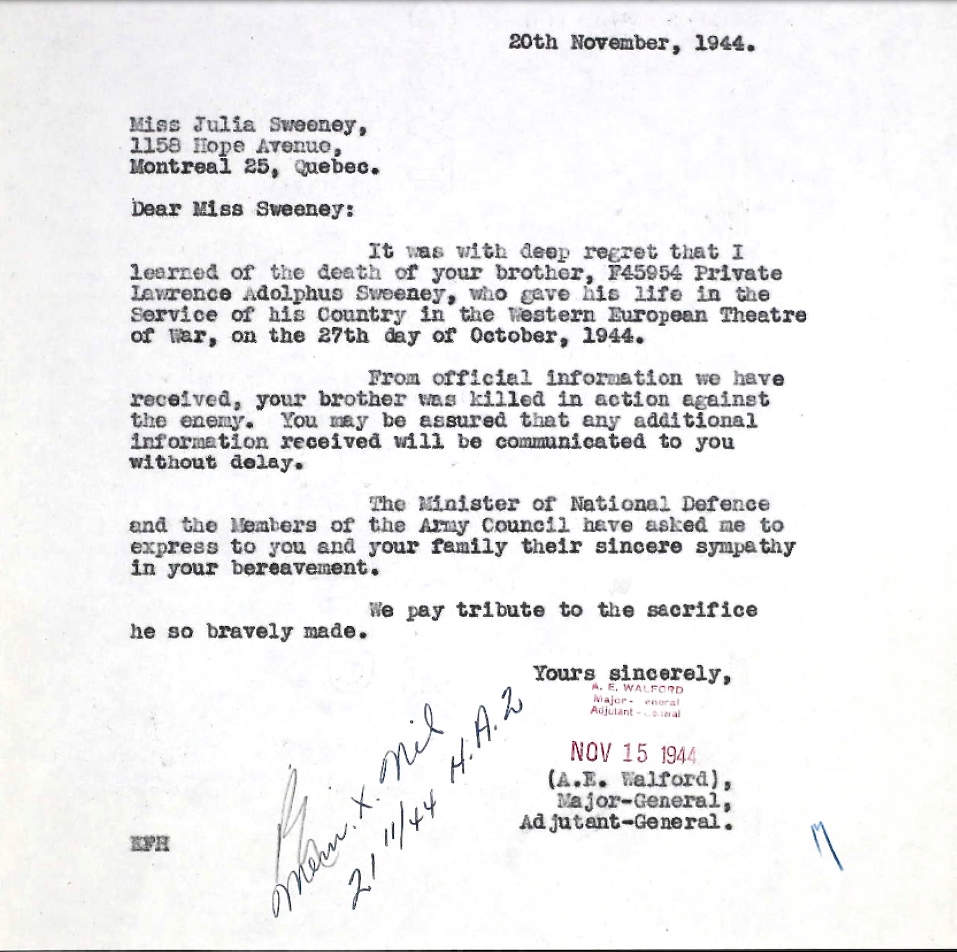 20th November, 1944.
Miss Julia Sweeney,
1158 Hope Avenue,
Montreal 25, Quebec.
Dear Miss Sweeney:
It was with deep regret that I
learned of the death of your brother, F45954 Private
Lawrence Adolphus Sweeney, who gave his life in the
Service of his Country in the Western European Theatre
of War, on the 27th day of October, 1944.
From official information we have
received, your brother was killed in action against
the enemy. You may be assured that any additional
information received will be communicated to you
without delay.
The Minister of National Defence
and the Members of the Army Council have asked me to
express to you and your family their sincere sympathy
in your bereavement.
We pay tribute to the sacrifice
he so bravely made.
Yours sincerely,
A. E. WALFORD
Major-General
Adjutant-General
NOV 15 1944
(A.E. Walford),
Major-General,
Adjutant-General.
Mem. X. Nil
21 11/44 H.A.2